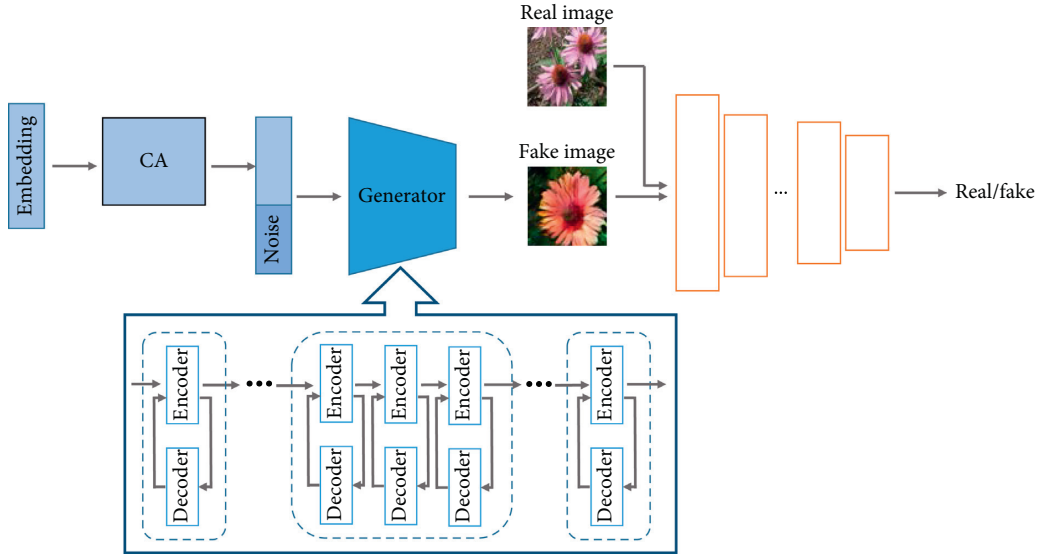 Real image
Embedding
CA
Noise
Generator
Fake image
...
Real/fake
Encoder
Decoder
Encoder
Encoder
Encoder
Decoder
Decoder
Decoder
Encoder
Decoder